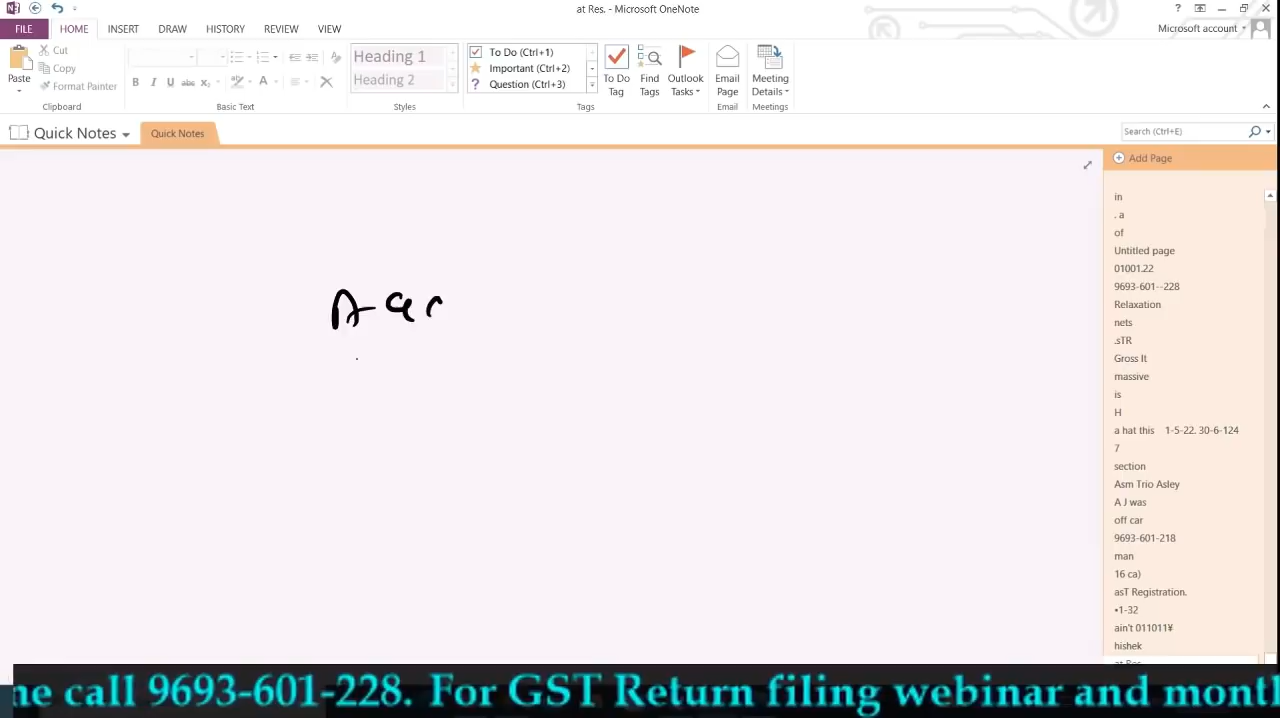 at Res. - Microsoft OneNote
FILE HOME INSERT DRAW HISTORY REVIEW VIEW
Microsoft account
Paste
Cut
Copy
Format Painter
Clipboard
B I U abc X
Basic Text
Heading 1
Heading 2
Styles
To Do (Ctrl+1)
Important (Ctrl+2)
Question (Ctrl+3)
To Do Tag
Find Tags
Tags
Outlook Tasks
Email Page
Email
Meeting Details
Meetings
Quick Notes
Quick Notes
Search (Ctrl+E)
Add Page
in
. a
of
Untitled page
01001.22
9693-601--228
Relaxation
nets
.sTR
Gross It
massive
is
H
a hat this 1-5-22. 30-6-124
7
section
Asm Trio Asley
A J was
off car
9693-601-218
man
16 ca)
asT Registration.
•1-32
ain't 011011¥
hishek
at Res.
ne call 9693-601-228. For GST Return filing webinar and month